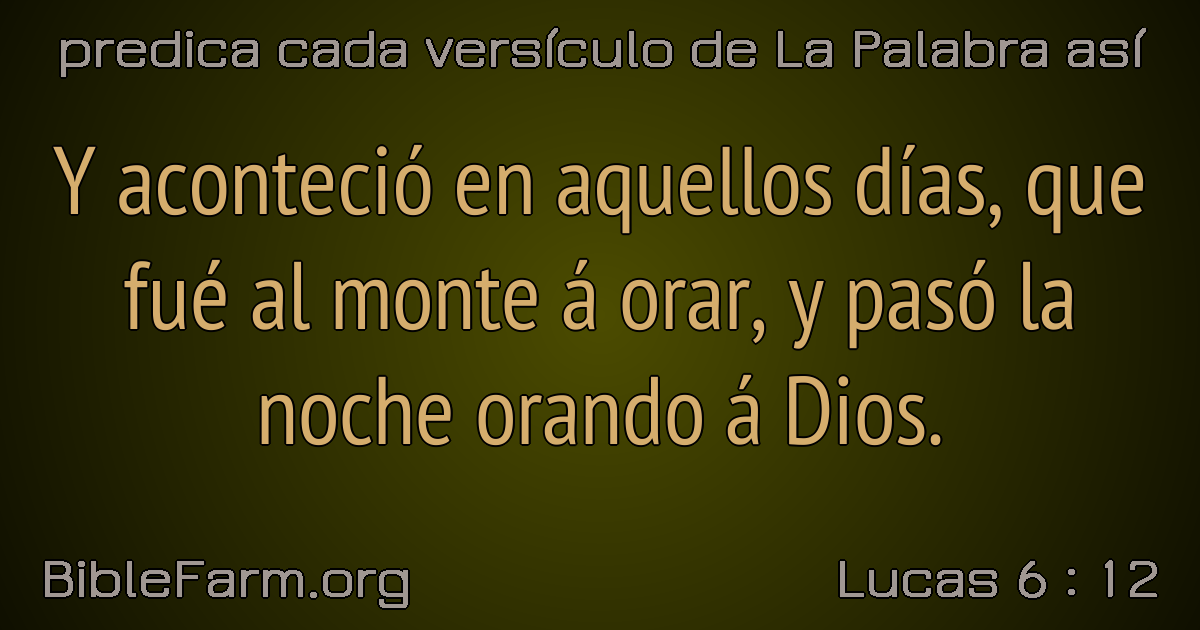 predica cada versículo de La Palabra así
Y aconteció en aquellos días, que
fué al monte á orar, y pasó la
noche orando á Dios.
BibleFarm.org
Lucas 6 : 12